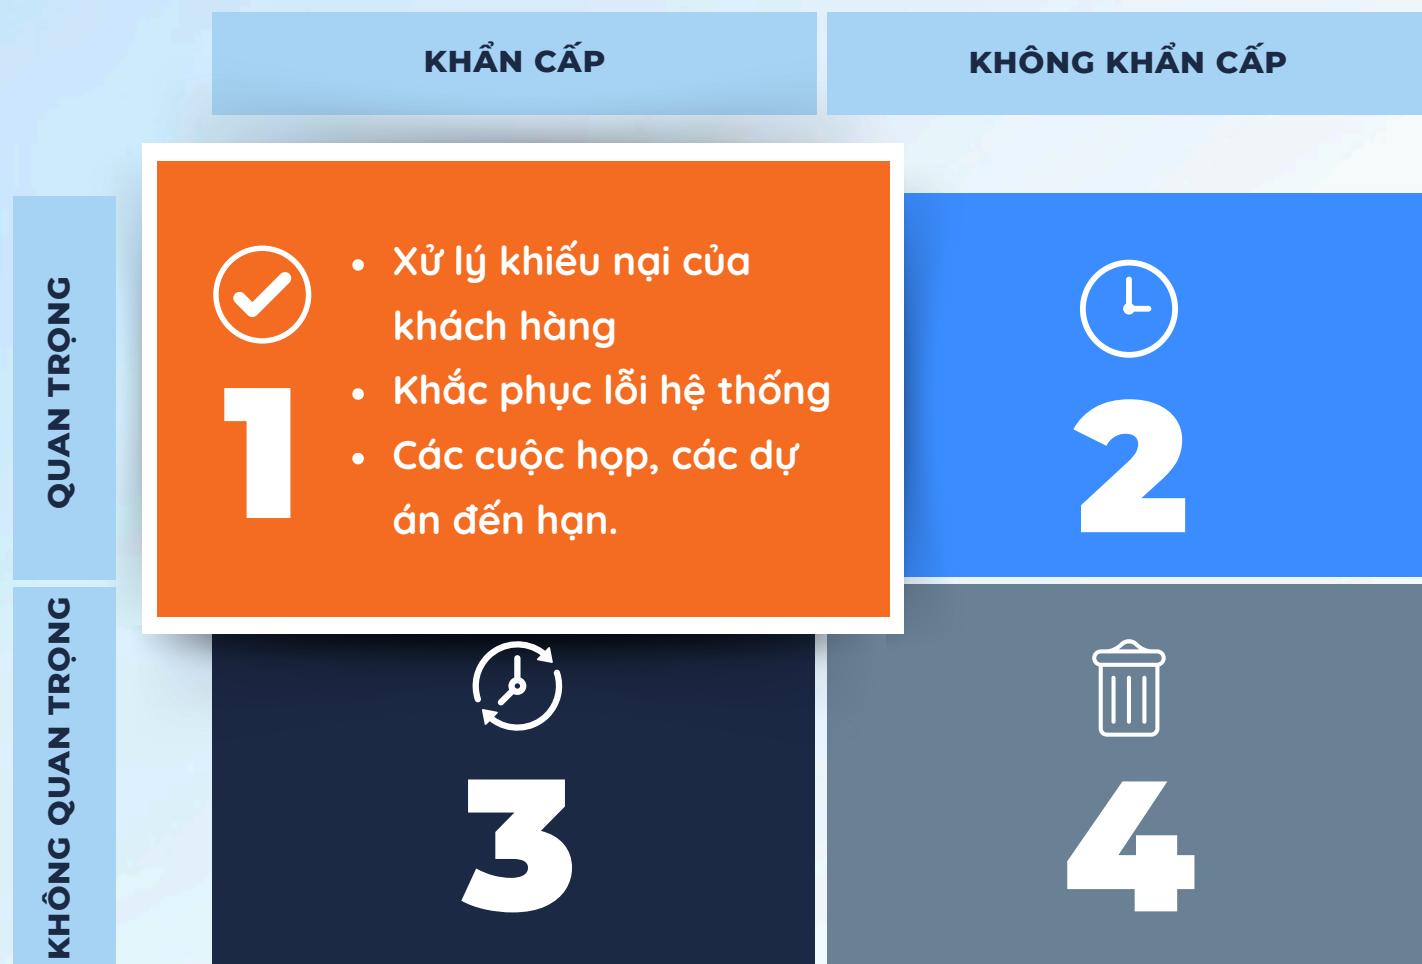 KHẨN CẤP
KHÔNG KHẨN CẤP
QUAN TRỌNG
1
• Xử lý khiếu nại của
khách hàng
• Khắc phục lỗi hệ thống
• Các cuộc họp, các dự
án đến hạn.
2
KHÔNG QUAN TRỌNG
3
4